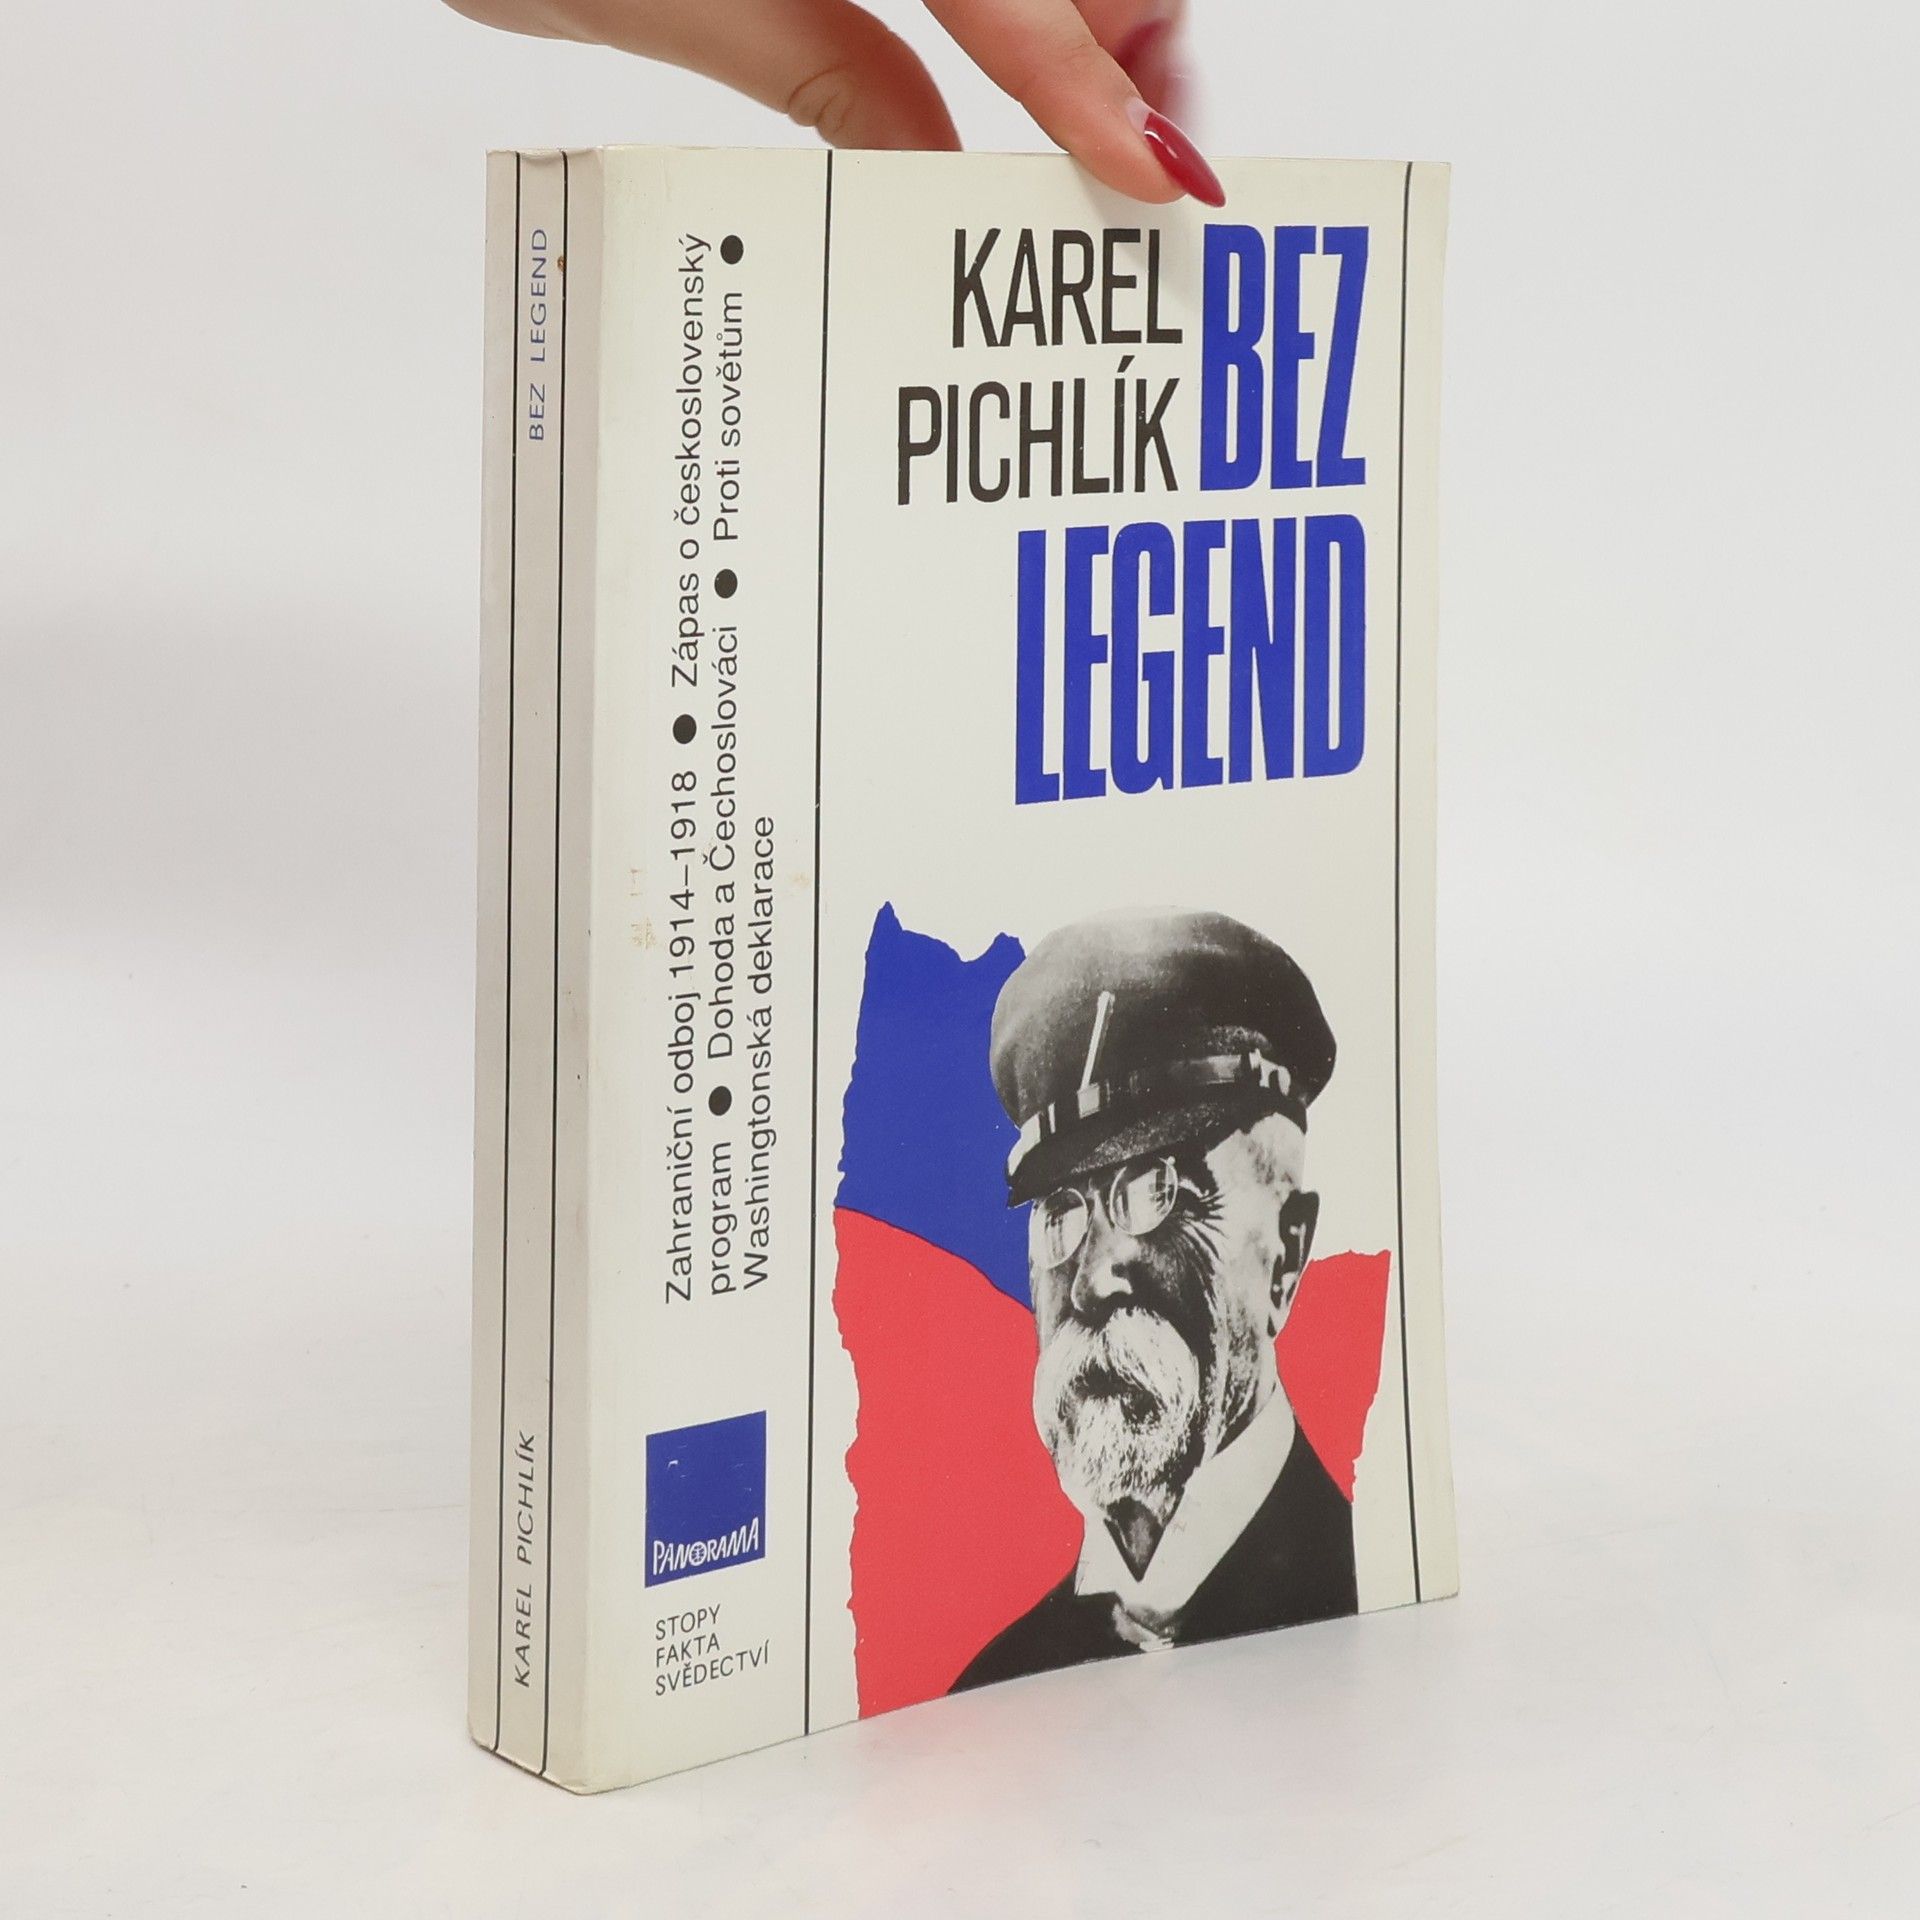 BEZ LEGEND
KAREL PICHLÍK
Zahraniční odboj 1914–1918 ● Zápas o československý
program ● Dohoda a Čechoslováci ● Proti sovětům ●
Washingtonská deklarace
PANORAMA
STOPY
FAKTA
SVĚDECTVÍ
KAREL
PICHLÍK
BEZ
LEGEND